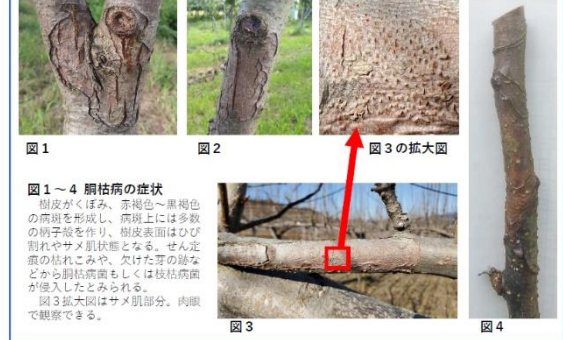 図1
図2
図3の拡大図
図1～4 胴枯病の症状
樹皮がくぼみ、赤褐色～黒褐色
の病斑を形成し、病斑上には多数
の柄子殻を作り、樹皮表面はひび
割れやサメ肌状態となる。せん定
痕の枯れこみや、欠けた芽の跡な
どから胴枯病菌もしくは枝枯病菌
が侵入したとみられる。
図3拡大図はサメ肌部分。肉眼
で観察できる。
図3
図4